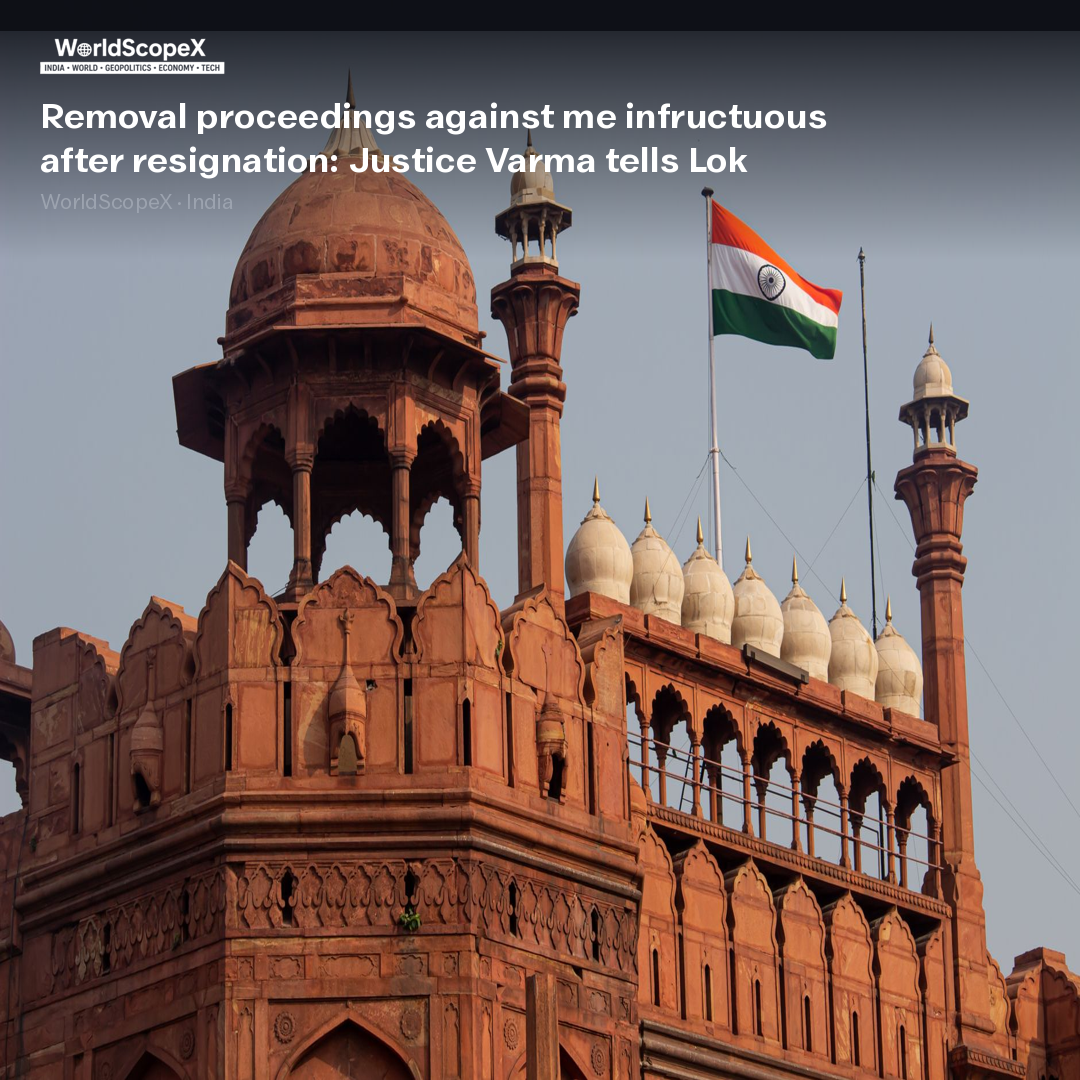 WorldScopeX
INDIA • WORLD • GEOPOLITICS • ECONOMY • TECH
Removal proceedings against me infructuous
after resignation: Justice Varma tells Lok
WorldScopeX · India